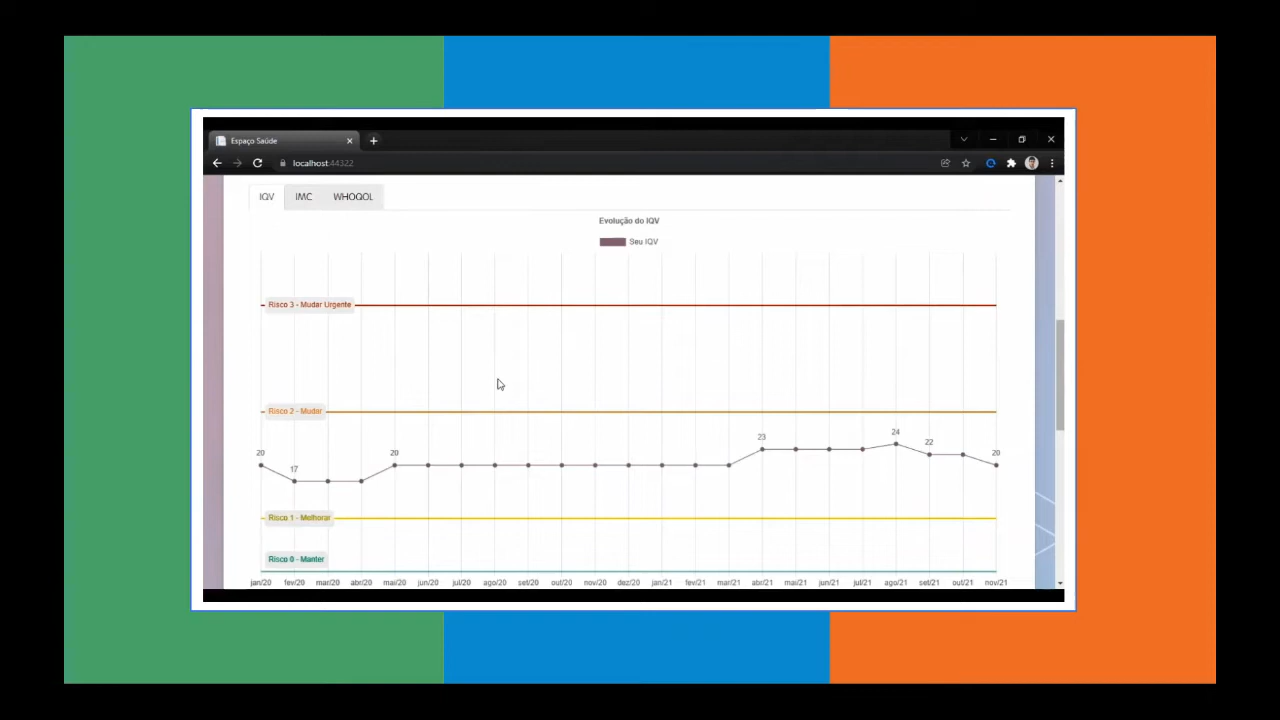 Espaço Saúde
localhost:44322
IQV IMC WHOQOL
Evolução do IQV
Seu IQV
Risco 3 - Mudar Urgente
Risco 2 - Mudar
24
23
22
20 20 20
17
Risco 1 - Melhorar
Risco 0 - Manter
jan/20 fev/20 mar/20 abr/20 mai/20 jun/20 jul/20 ago/20 set/20 out/20 nov/20 dez/20 jan/21 fev/21 mar/21 abr/21 mai/21 jun/21 jul/21 ago/21 set/21 out/21 nov/21